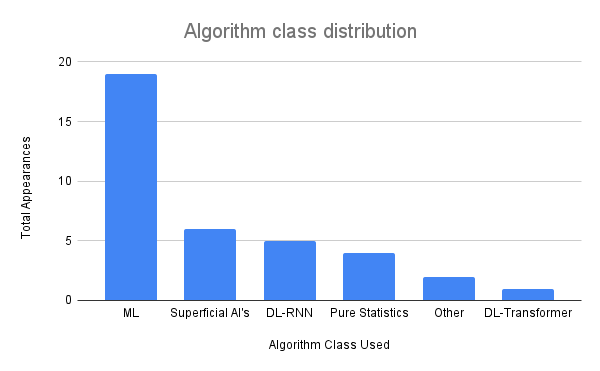 Algorithm class distribution
Total Appearances
20
15
10
5
0
ML Superficial AI's DL-RNN Pure Statistics Other DL-Transformer
Algorithm Class Used